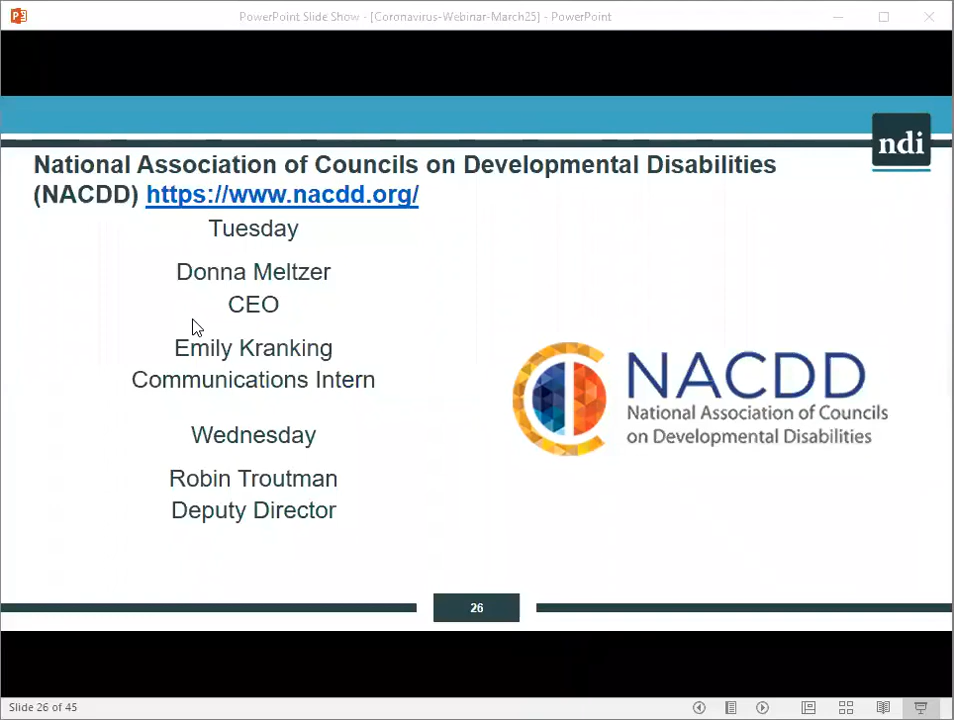 PowerPoint Slide Show - [Coronavirus-Webinar-March25] - PowerPoint
ndi
National Association of Councils on Developmental Disabilities
(NACDD) https://www.nacdd.org/
Tuesday
Donna Meltzer
CEO
Emily Kranking
Communications Intern
Wednesday
Robin Troutman
Deputy Director
NACDD
National Association of Councils
on Developmental Disabilities
26
Slide 26 of 45